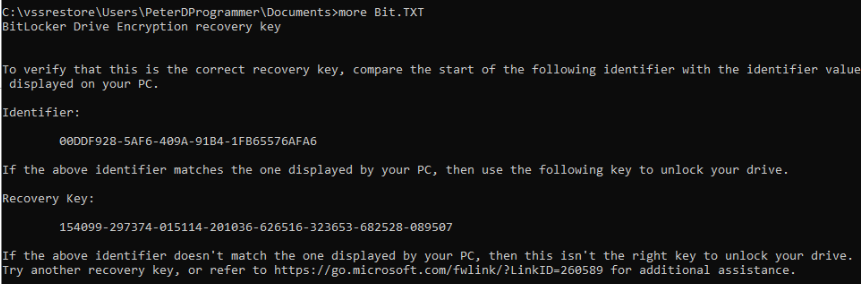 C:\vssrestore\Users\PeterDProgrammer\Documents>more Bit.TXT
BitLocker Drive Encryption recovery key
To verify that this is the correct recovery key, compare the start of the following identifier with the identifier value
displayed on your PC.
Identifier:
00DDF928-5AF6-409A-91B4-1FB65576AFA6
If the above identifier matches the one displayed by your PC, then use the following key to unlock your drive.
Recovery Key:
154099-297374-015114-201036-626516-323653-682528-089507
If the above identifier doesn't match the one displayed by your PC, then this isn't the right key to unlock your drive.
Try another recovery key, or refer to https://go.microsoft.com/fwlink/?LinkID=260589 for additional assistance.